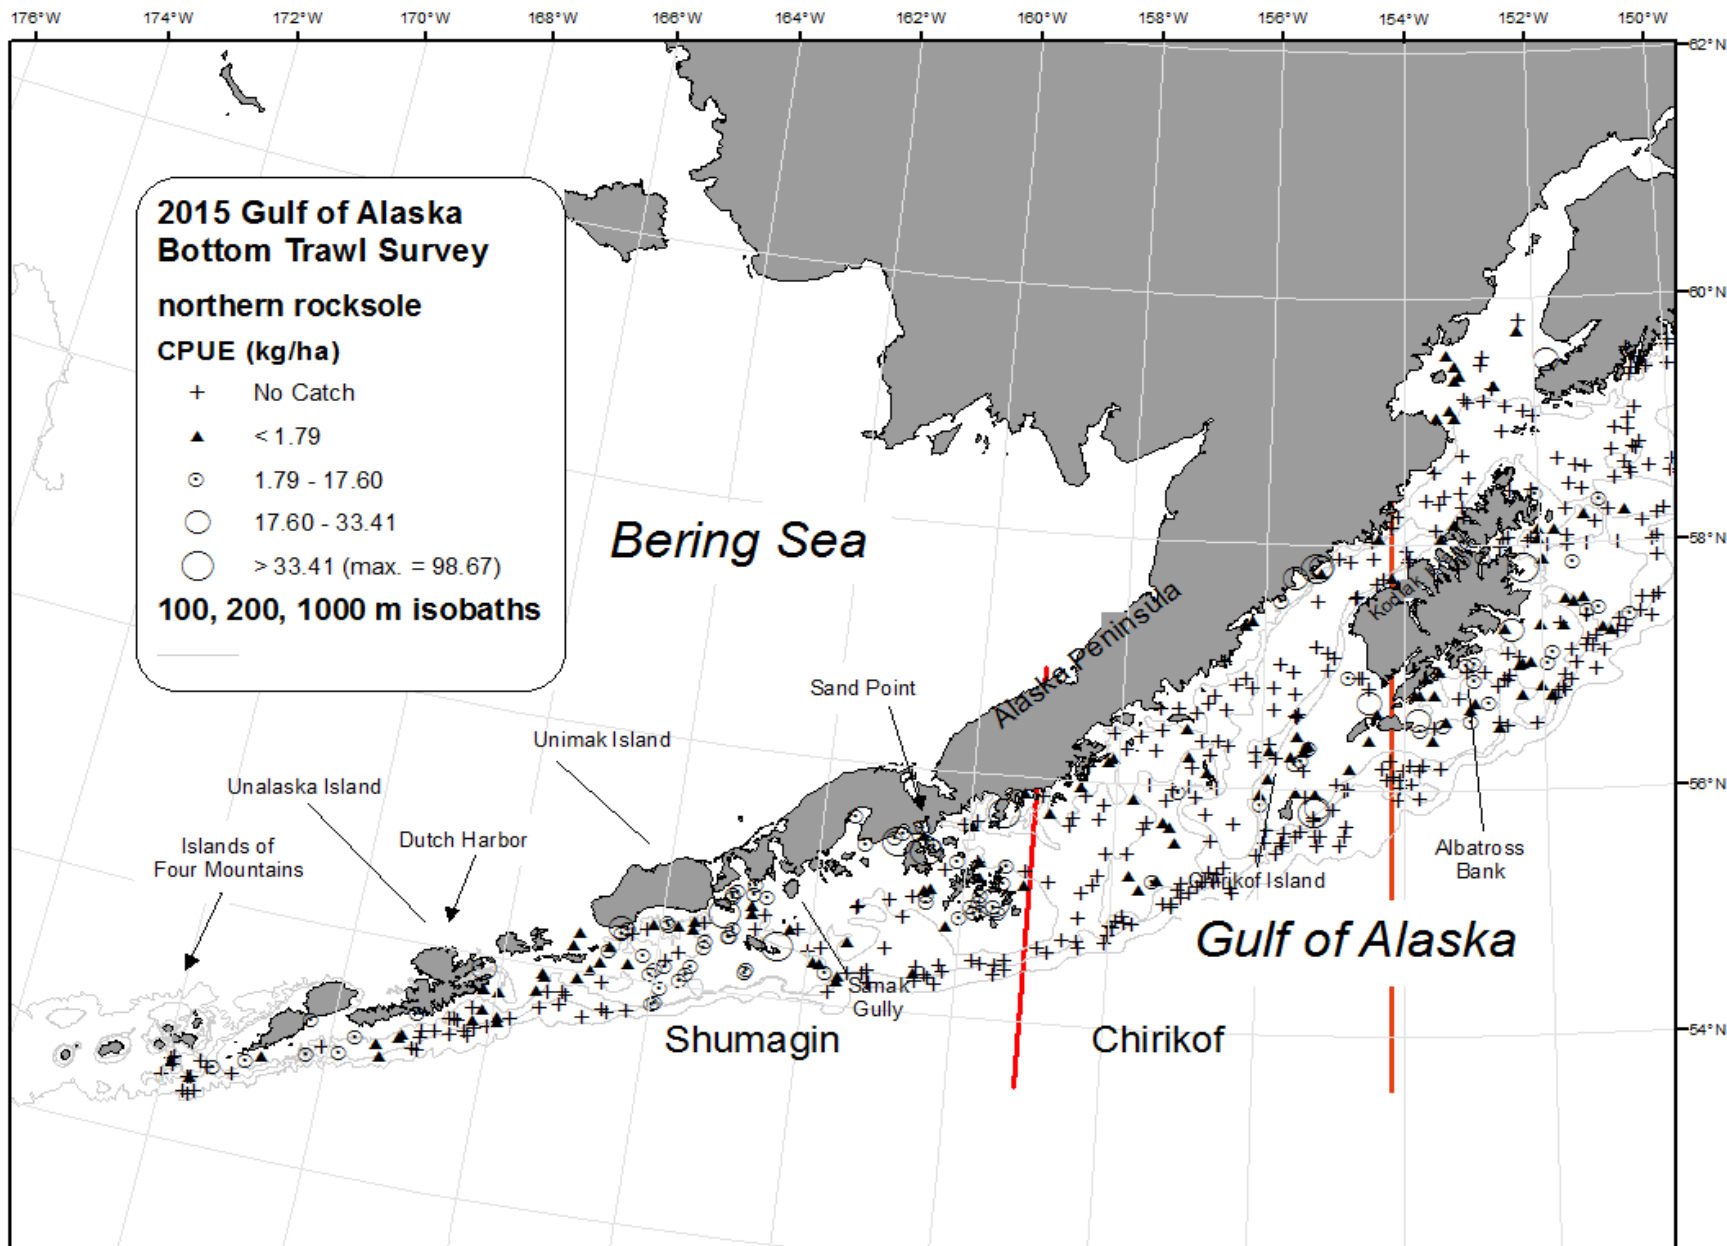 176°W 174°W 172°W 170°W 168°W 166°W 164°W 162°W 160°W 158°W 156°W 154°W 152°W 150°W
62°N
2015 Gulf of Alaska
Bottom Trawl Survey
northern rocksole
CPUE (kg/ha)
No Catch
< 1.79
1.79 - 17.60
17.60 - 33.41
> 33.41 (max. = 98.67)
100, 200, 1000 m isobaths
60°N
Bering Sea
58°N
Kodiak
Alaska Peninsula
Sand Point
Unimak Island
Unalaska Island
56°N
Dutch Harbor
Islands of
Four Mountains
Albatross
Bank
Chirikof Island
Gulf of Alaska
Sanak
Gully
Shumagin
Chirikof
54°N